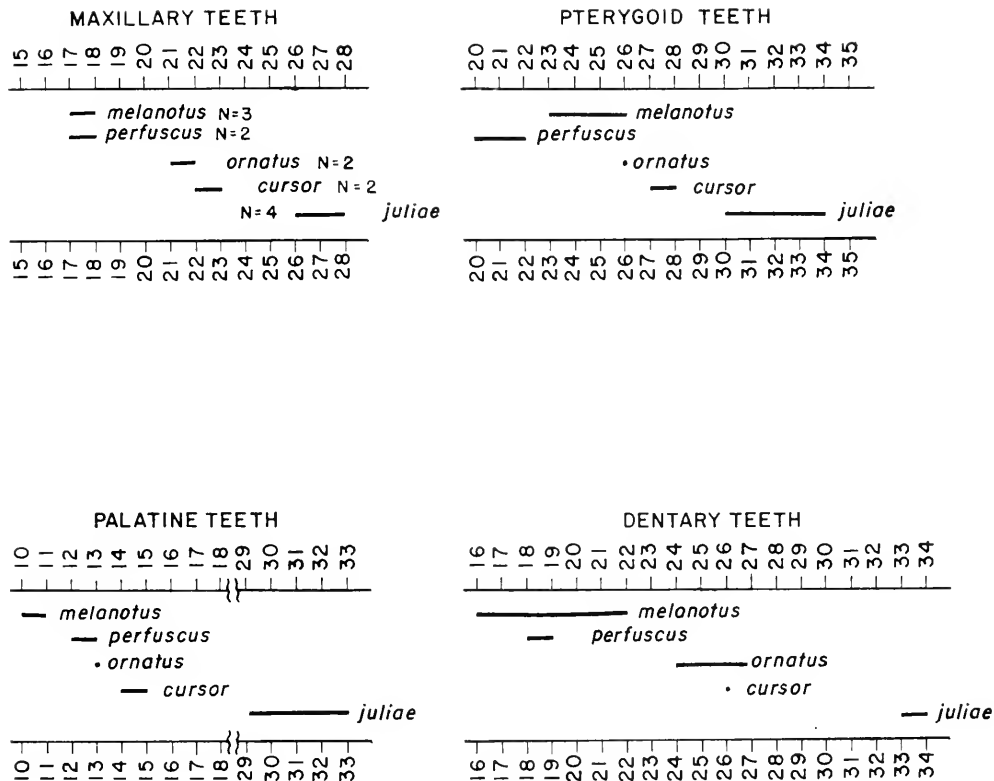 MAXILLARY TEETH
15 16 17 18 19 20 21 22 23 24 25 26 27 28
melanotus N=3
perfuscus N=2
ornatus N=2
cursor N=2
N=4 juliae
15 16 17 18 19 20 21 22 23 24 25 26 27 28
PTERYGOID TEETH
20 21 22 23 24 25 26 27 28 30 31 32 33 34 35
melanotus
perfuscus
ornatus
cursor
juliae
20 21 22 23 24 25 26 27 28 30 31 32 33 34 35
PALATINE TEETH
10 11 12 13 14 15 16 17 18 29 30 31 32 33
melanotus
perfuscus
ornatus
cursor
juliae
10 11 12 13 14 15 16 17 18 29 30 31 32 33
DENTARY TEETH
16 17 18 19 20 21 22 23 24 25 26 27 28 29 30 31 32 33 34
melanotus
perfuscus
ornatus
cursor
juliae
16 17 18 19 20 21 22 23 24 25 26 27 28 29 30 31 32 33 34